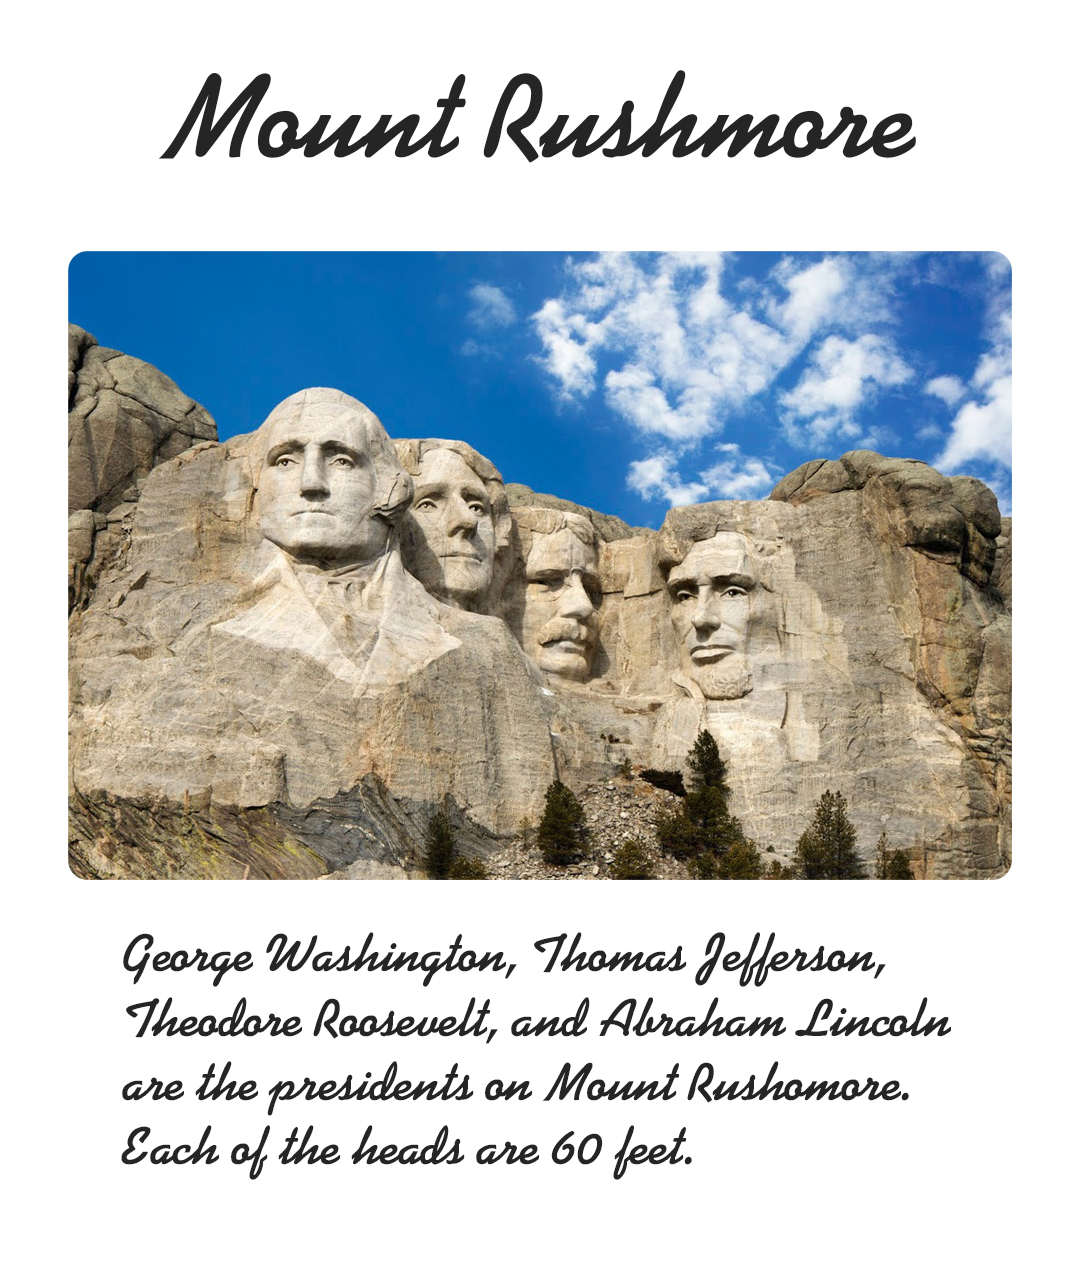 Mount Rushmore
George Washington, Thomas Jefferson,
Theodore Roosevelt, and Abraham Lincoln
are the presidents on Mount Rushomore.
Each of the heads are 60 feet.